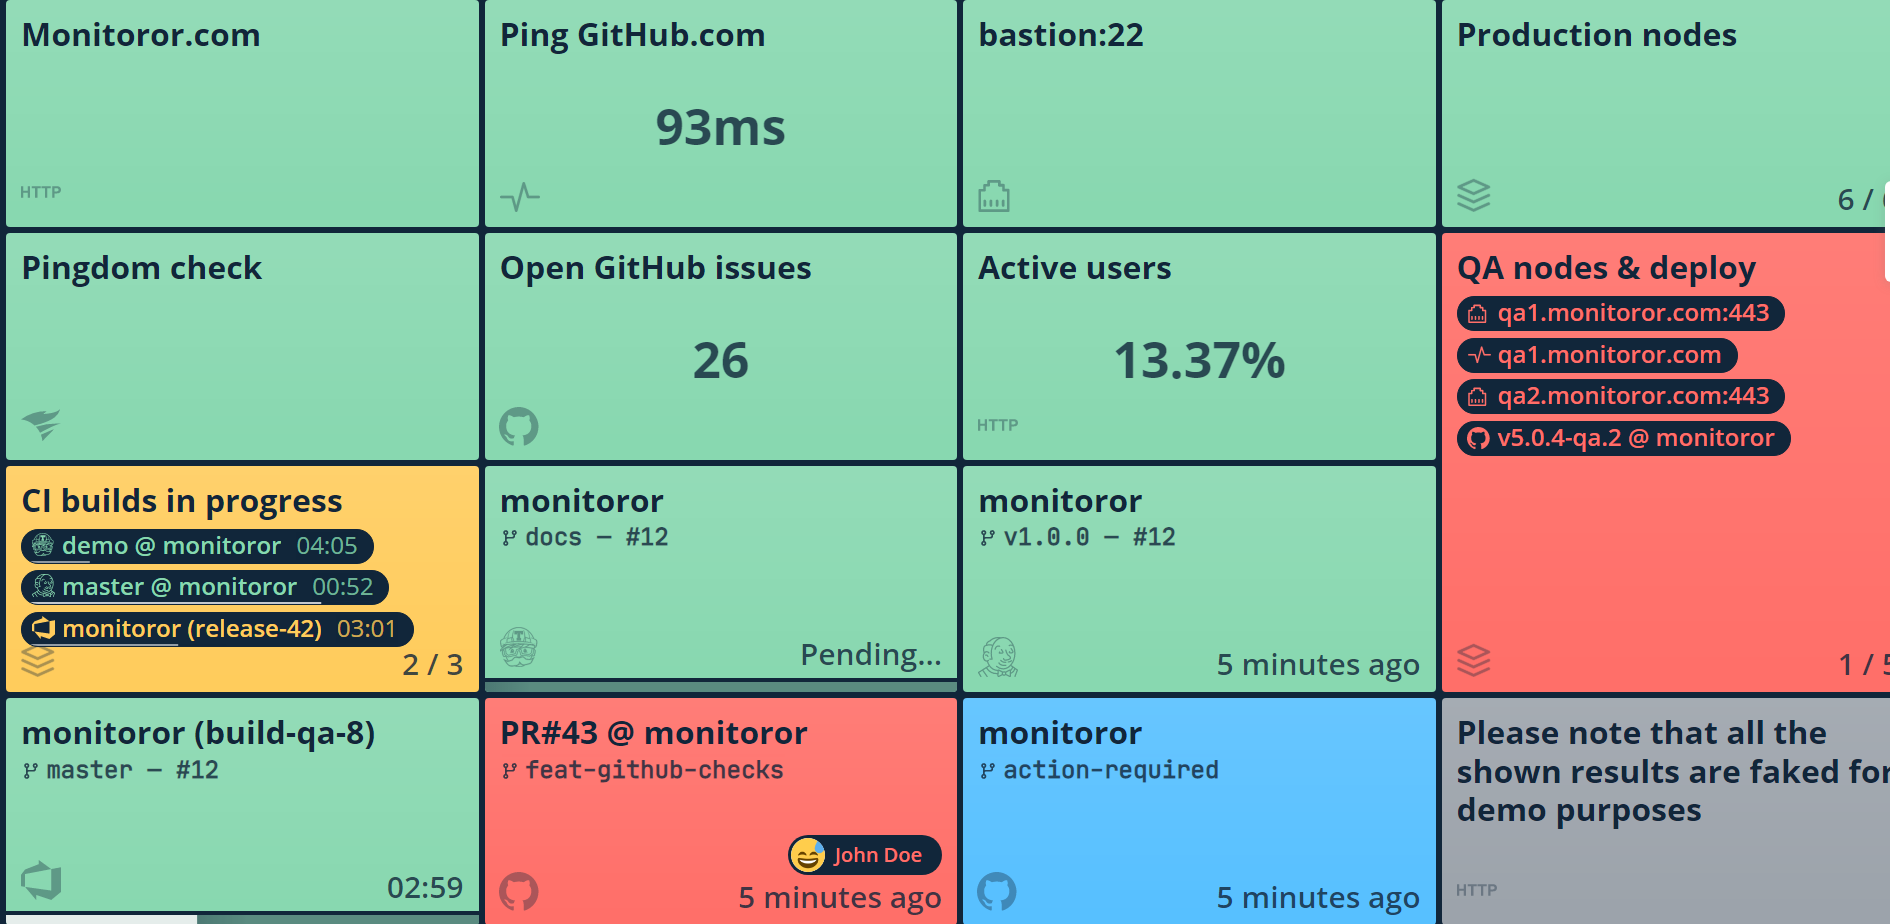 Monitoror.com
HTTP
Ping GitHub.com
93ms
bastion:22
Production nodes
6 /
Pingdom check
Open GitHub issues
26
Active users
13.37%
HTTP
QA nodes & deploy
qa1.monitoror.com:443
qa1.monitoror.com
qa2.monitoror.com:443
v5.0.4-qa.2 @ monitoror
1 / 5
CI builds in progress
demo @ monitoror 04:05
master @ monitoror 00:52
monitoror (release-42) 03:01
2 / 3
monitoror
docs — #12
Pending...
monitoror
v1.0.0 — #12
5 minutes ago
monitoror (build-qa-8)
master — #12
02:59
PR#43 @ monitoror
feat-github-checks
John Doe
5 minutes ago
monitoror
action-required
5 minutes ago
Please note that all the
shown results are faked for
demo purposes
HTTP